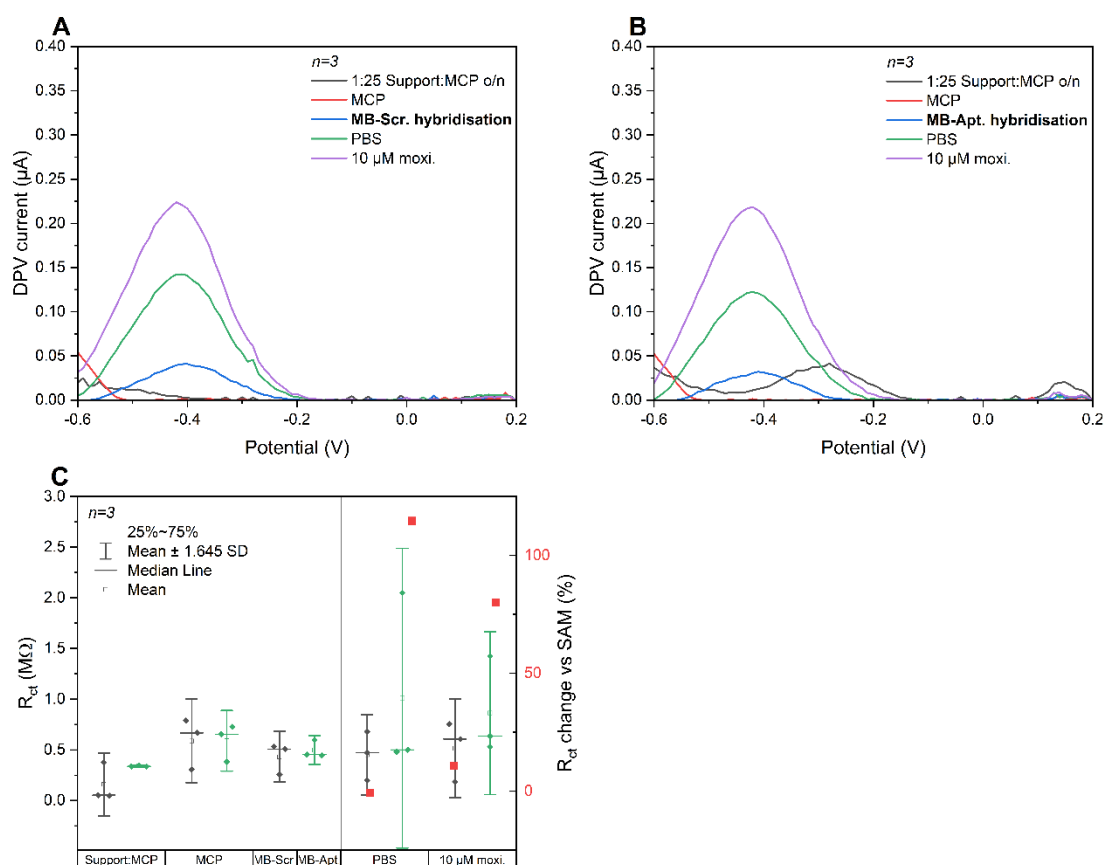 A
n=3
1:25 Support:MCP o/n
MCP
MB-Scr. hybridisation
PBS
10 µM moxi.
DPV current (µA)
0.40
0.35
0.30
0.25
0.20
0.15
0.10
0.05
0.00
-0.6
-0.4
-0.2
0.0
0.2
Potential (V)
B
n=3
1:25 Support:MCP o/n
MCP
MB-Apt. hybridisation
PBS
10 µM moxi.
DPV current (µA)
0.40
0.35
0.30
0.25
0.20
0.15
0.10
0.05
0.00
-0.6
-0.4
-0.2
0.0
0.2
Potential (V)
C
n=3
25%~75%
Mean ± 1.645 SD
Median Line
Mean
Rct (MΩ)
3.0
2.5
2.0
1.5
1.0
0.5
0.0
100
50
0
Rct change vs SAM (%)
Support:MCP
MCP
MB-Scr
MB-Apt
PBS
10 µM moxi.